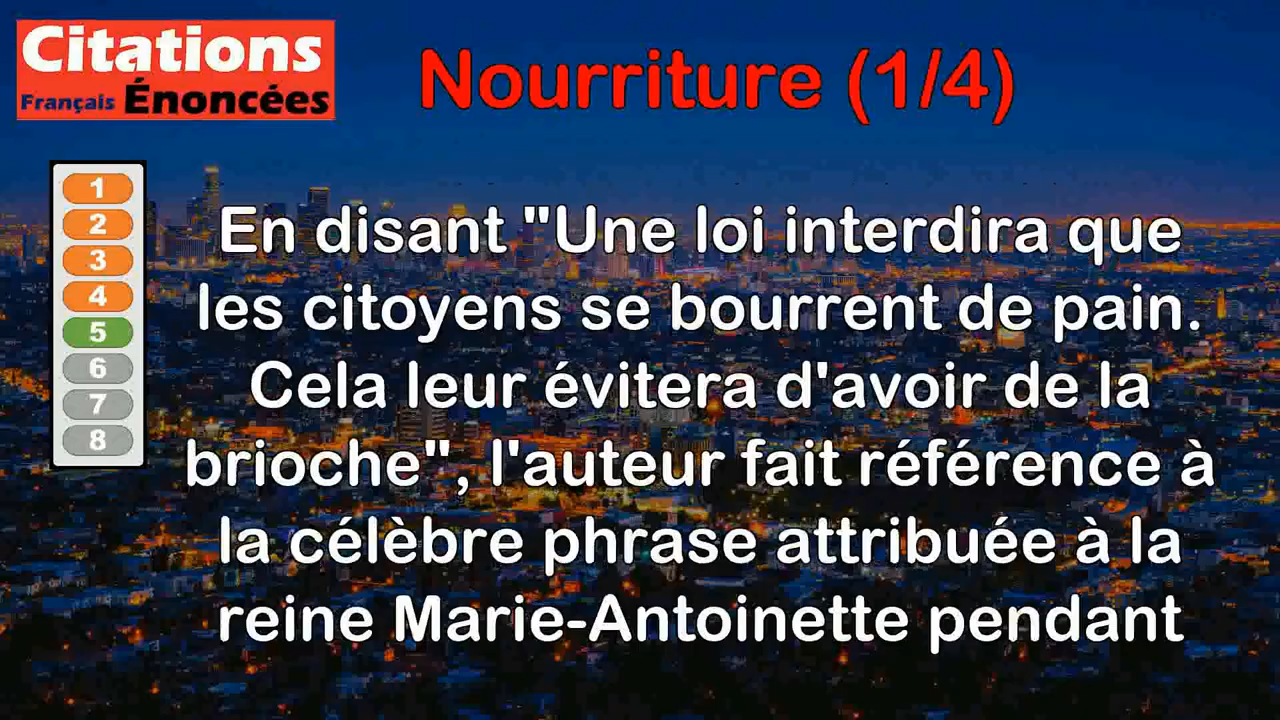 Citations
Français Énoncées
Nourriture (1/4)
1
2
3
4
5
6
7
8
En disant "Une loi interdira que
les citoyens se bourrent de pain.
Cela leur évitera d'avoir de la
brioche", l'auteur fait référence à
la célèbre phrase attribuée à la
reine Marie-Antoinette pendant